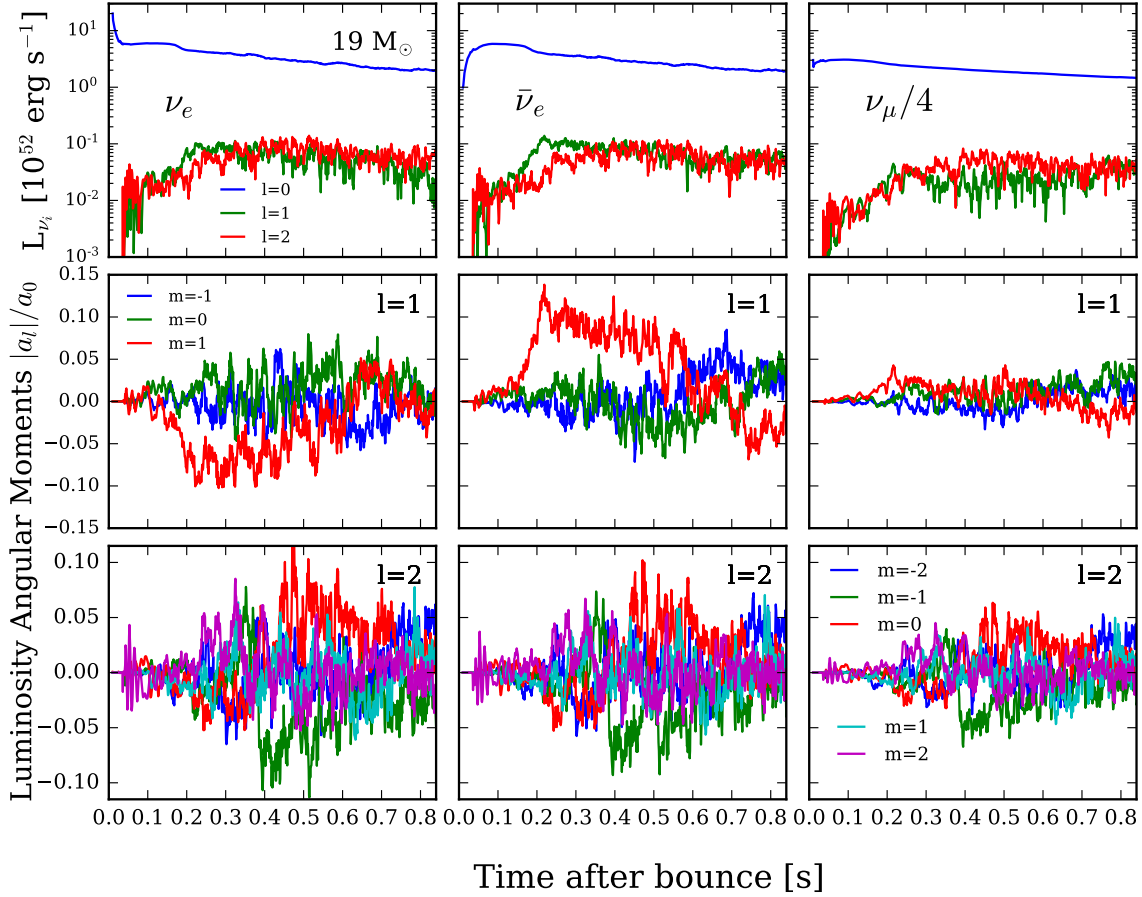 L_{ν_i} [10^{52} erg s^{-1}]
10^1
10^0
10^{-1}
10^{-2}
10^{-3}
19 M_⊙
ν_e
l=0
l=1
l=2
ν̄_e
ν_μ/4
Luminosity Angular Moments |a_l|/a_0
0.15
0.10
0.05
0.00
−0.05
−0.10
−0.15
m=-1
m=0
m=1
l=1
l=1
l=1
0.10
0.05
0.00
−0.05
−0.10
l=2
l=2
l=2
m=-2
m=-1
m=0
m=1
m=2
0.0 0.1 0.2 0.3 0.4 0.5 0.6 0.7 0.8
0.0 0.1 0.2 0.3 0.4 0.5 0.6 0.7 0.8
0.0 0.1 0.2 0.3 0.4 0.5 0.6 0.7 0.8
Time after bounce [s]